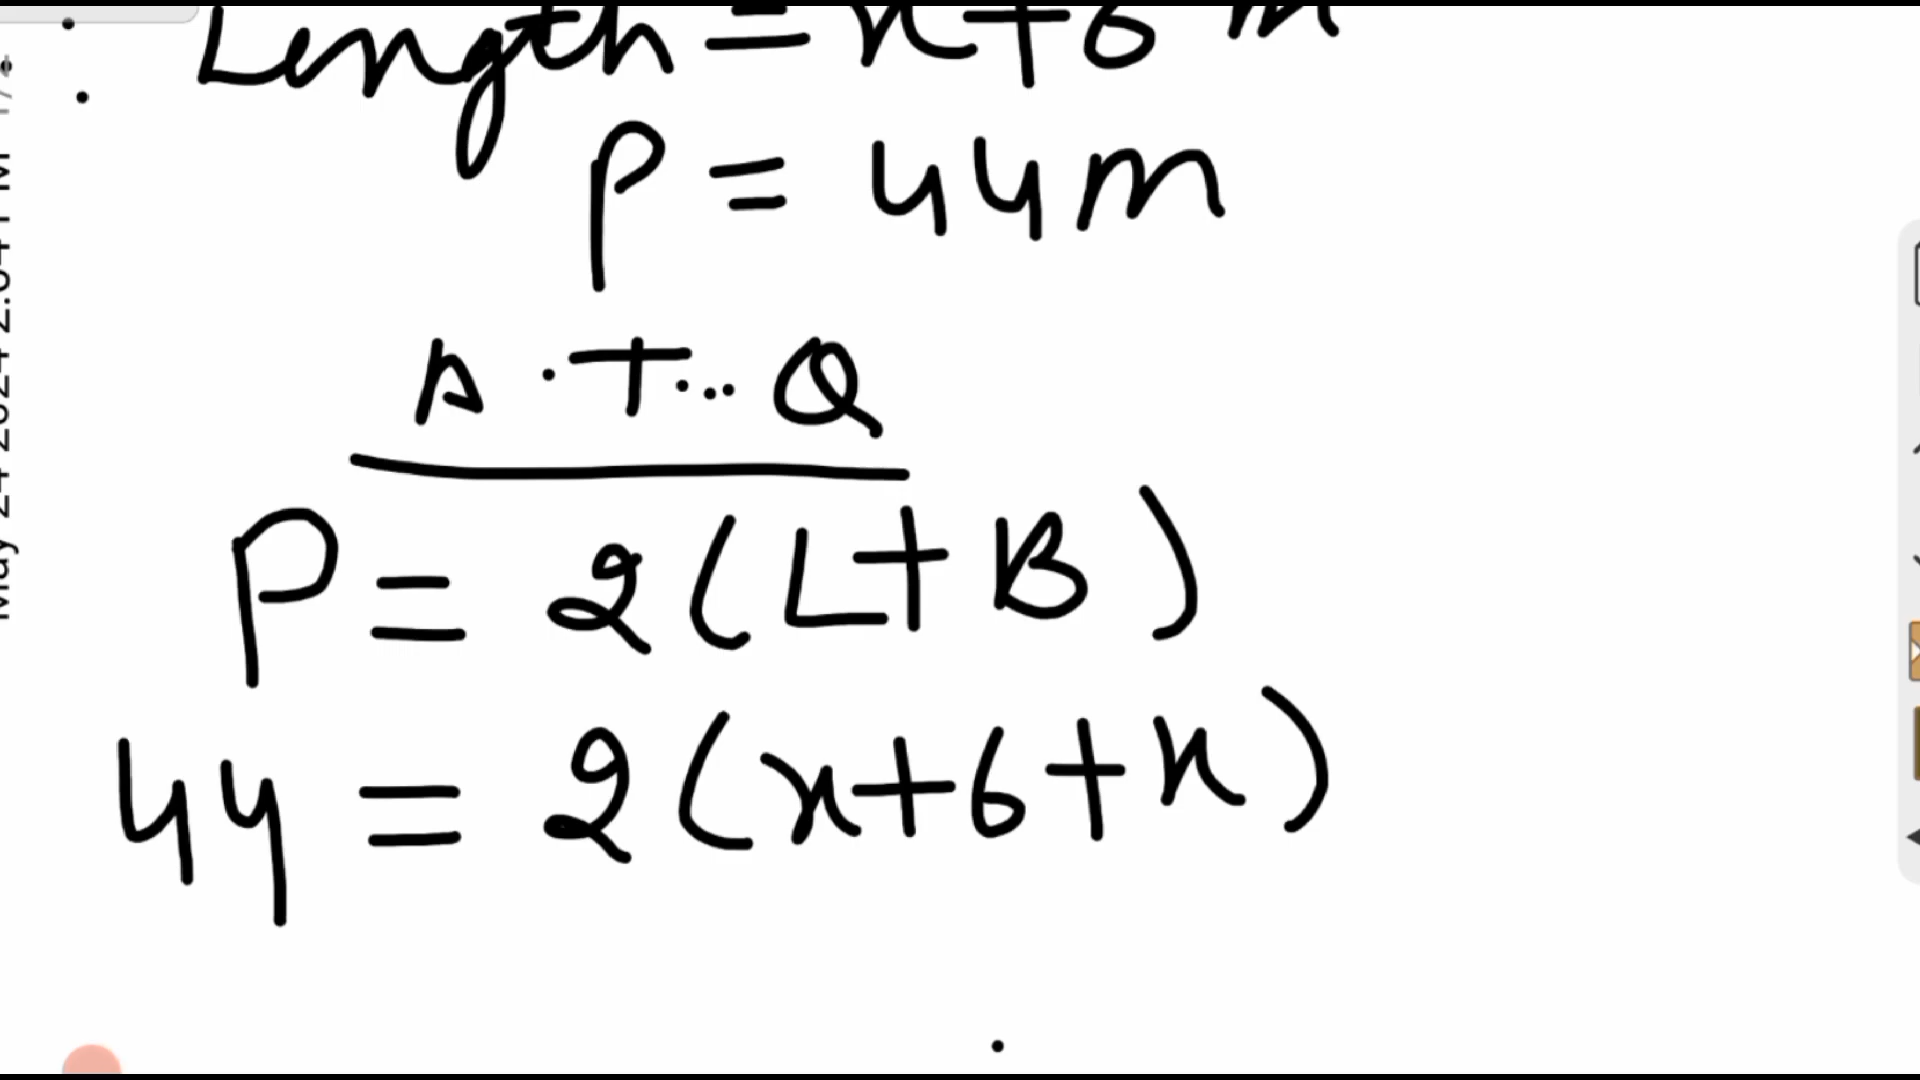 Length = x+6 m
P = 44m
A.T... Q
P = 2(L+B)
44 = 2(x+6+x)